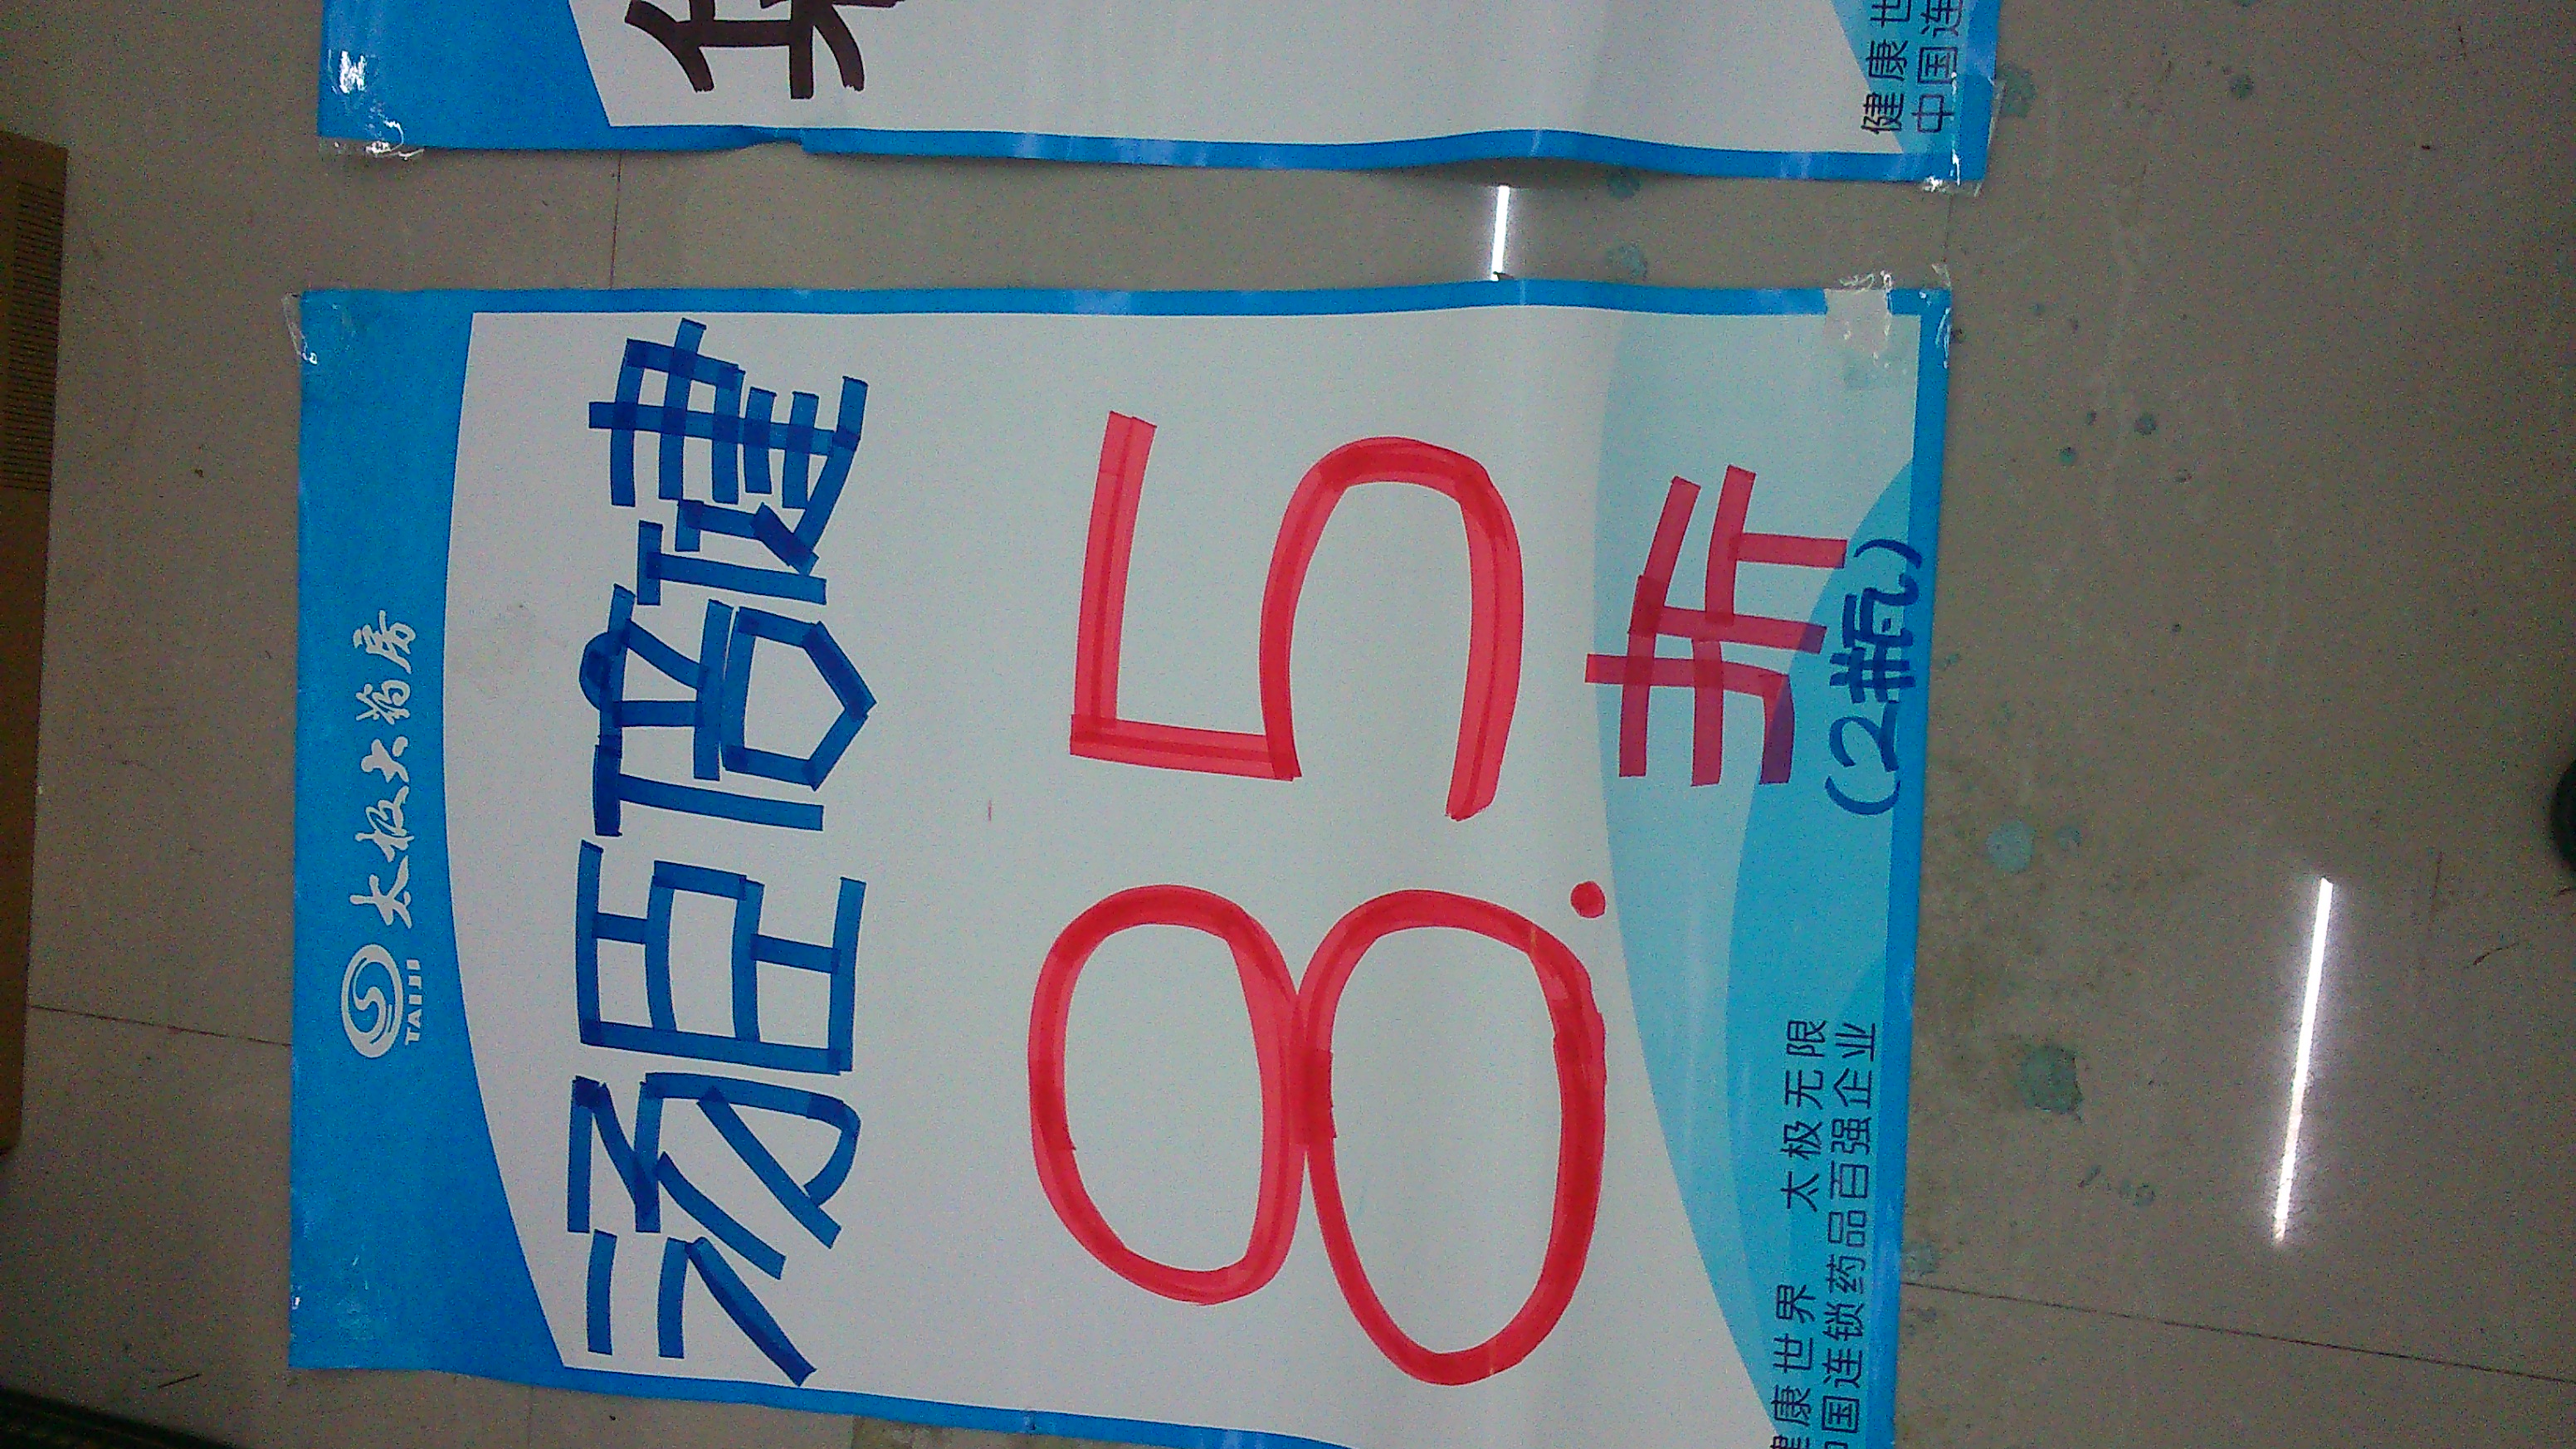 TAIJI 太极大药房
汤臣倍健
8.5
折
(2瓶)
健康世界 太极无限
中国连锁药品百强企业
健康世
中国连